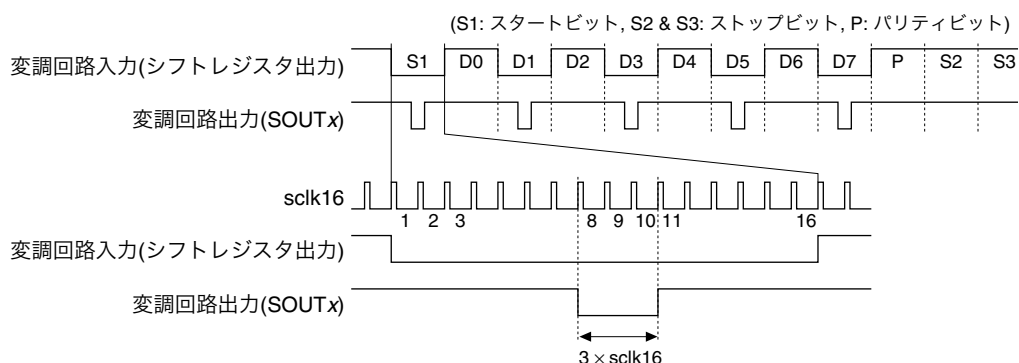 (S1: スタートビット, S2 & S3: ストップビット, P: パリティビット)
変調回路入力(シフトレジスタ出力) S1 D0 D1 D2 D3 D4 D5 D6 D7 P S2 S3
変調回路出力(SOUTx)
sclk16
1 2 3 8 9 10 11 16
変調回路入力(シフトレジスタ出力)
変調回路出力(SOUTx)
3 × sclk16